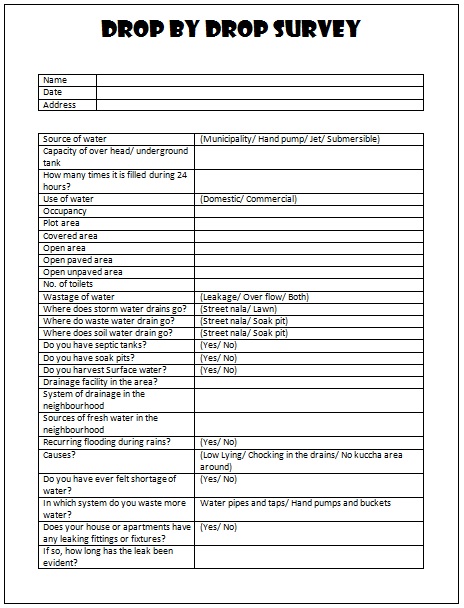 DROP BY DROP SURVEY
Name
Date
Address
Source of water (Municipality/ Hand pump/ Jet/ Submersible)
Capacity of over head/ underground
tank
How many times it is filled during 24
hours?
Use of water (Domestic/ Commercial)
Occupancy
Plot area
Covered area
Open area
Open paved area
Open unpaved area
No. of toilets
Wastage of water (Leakage/ Over flow/ Both)
Where does storm water drains go? (Street nala/ Lawn)
Where do waste water drain go? (Street nala/ Soak pit)
Where does soil water drain go? (Street nala/ Soak pit)
Do you have septic tanks? (Yes/ No)
Do you have soak pits? (Yes/ No)
Do you harvest Surface water? (Yes/ No)
Drainage facility in the area?
System of drainage in the
neighbourhood
Sources of fresh water in the
neighbourhood
Recurring flooding during rains? (Yes/ No)
Causes? (Low Lying/ Chocking in the drains/ No kuccha area
around)
Do you have ever felt shortage of (Yes/ No)
water?
In which system do you waste more Water pipes and taps/ Hand pumps and buckets
water?
Does your house or apartments have (Yes/ No)
any leaking fittings or fixtures?
If so, how long has the leak been
evident?